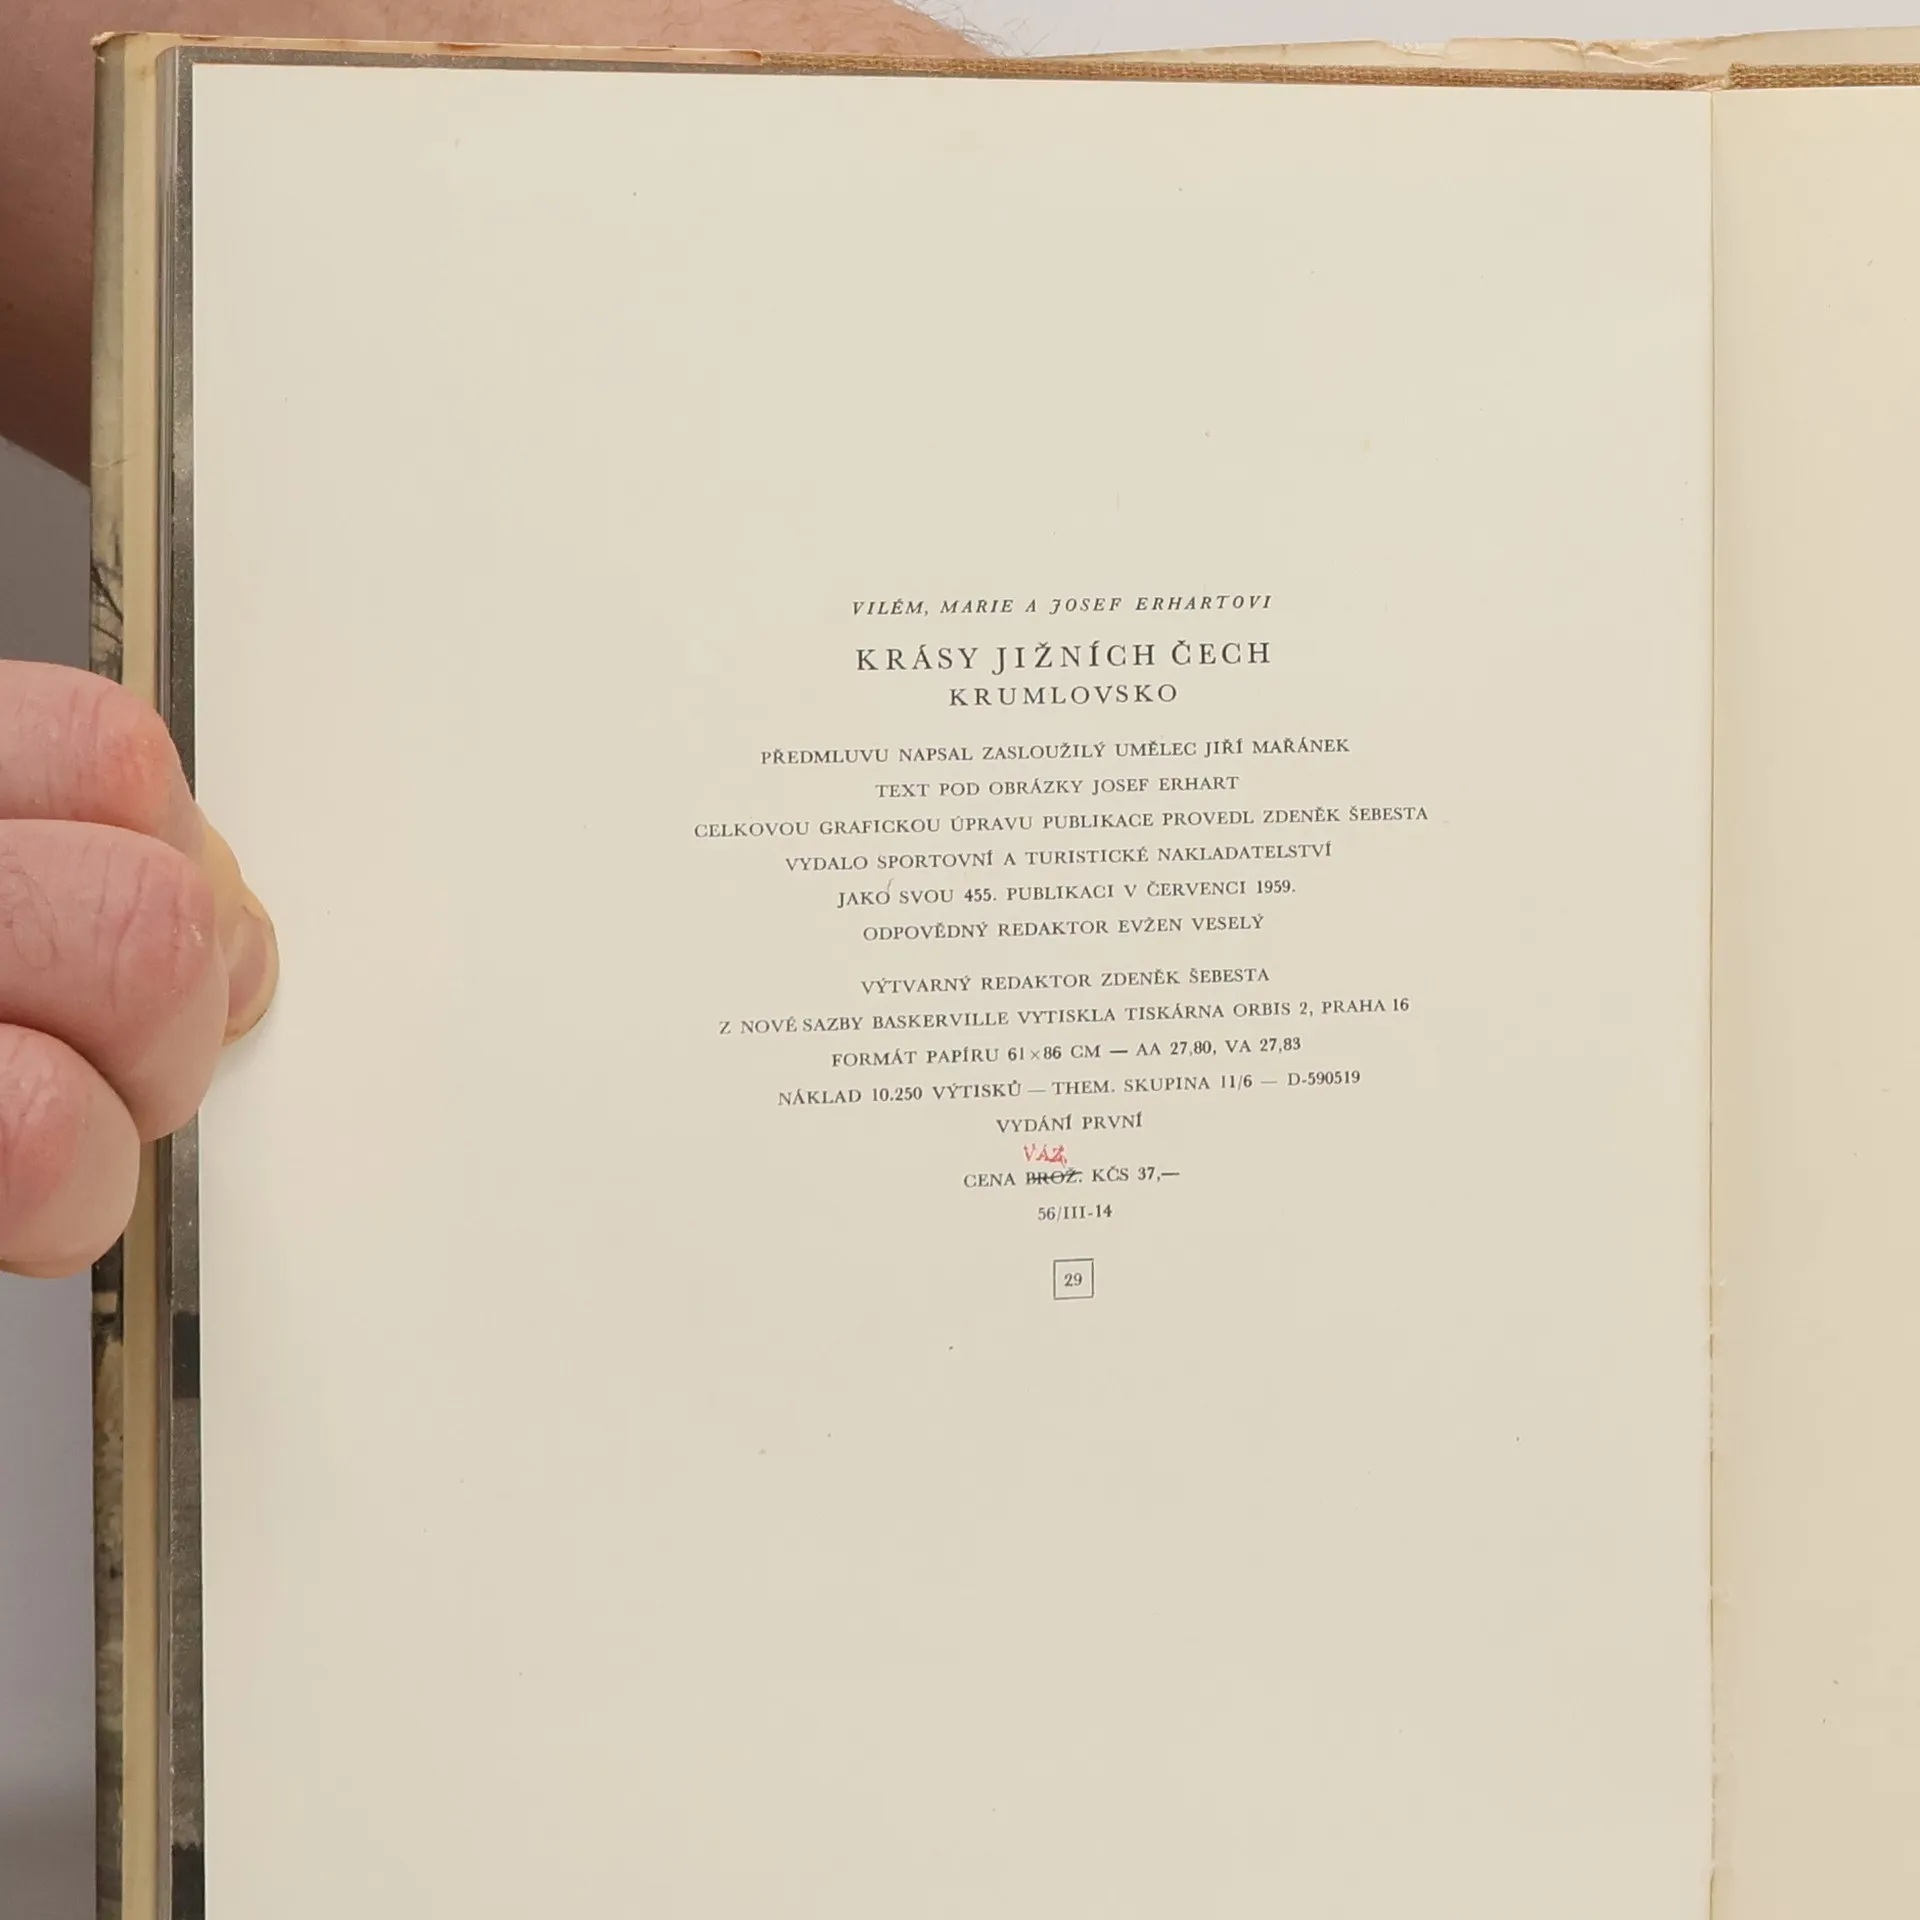 VILÉM, MARIE A JOSEF ERHARTOVI
KRÁSY JIŽNÍCH ČECH
KRUMLOVSKO
PŘEDMLUVU NAPSAL ZASLOUŽILÝ UMĚLEC JIŘÍ MAŘÁNEK
TEXT POD OBRÁZKY JOSEF ERHART
CELKOVOU GRAFICKOU ÚPRAVU PUBLIKACE PROVEDL ZDENĚK ŠEBESTA
VYDALO SPORTOVNÍ A TURISTICKÉ NAKLADATELSTVÍ
JAKO SVOU 455. PUBLIKACI V ČERVENCI 1959.
ODPOVĚDNÝ REDAKTOR EVŽEN VESELÝ
VÝTVARNÝ REDAKTOR ZDENĚK ŠEBESTA
Z NOVÉ SAZBY BASKERVILLE VYTISKLA TISKÁRNA ORBIS 2, PRAHA 16
FORMÁT PAPÍRU 61×86 CM — AA 27,80, VA 27,83
NÁKLAD 10.250 VÝTISKŮ — THEM. SKUPINA 11/6 — D-590519
VYDÁNÍ PRVNÍ
VÁZ.
CENA BROŽ. KČS 37,—
56/III-14
29